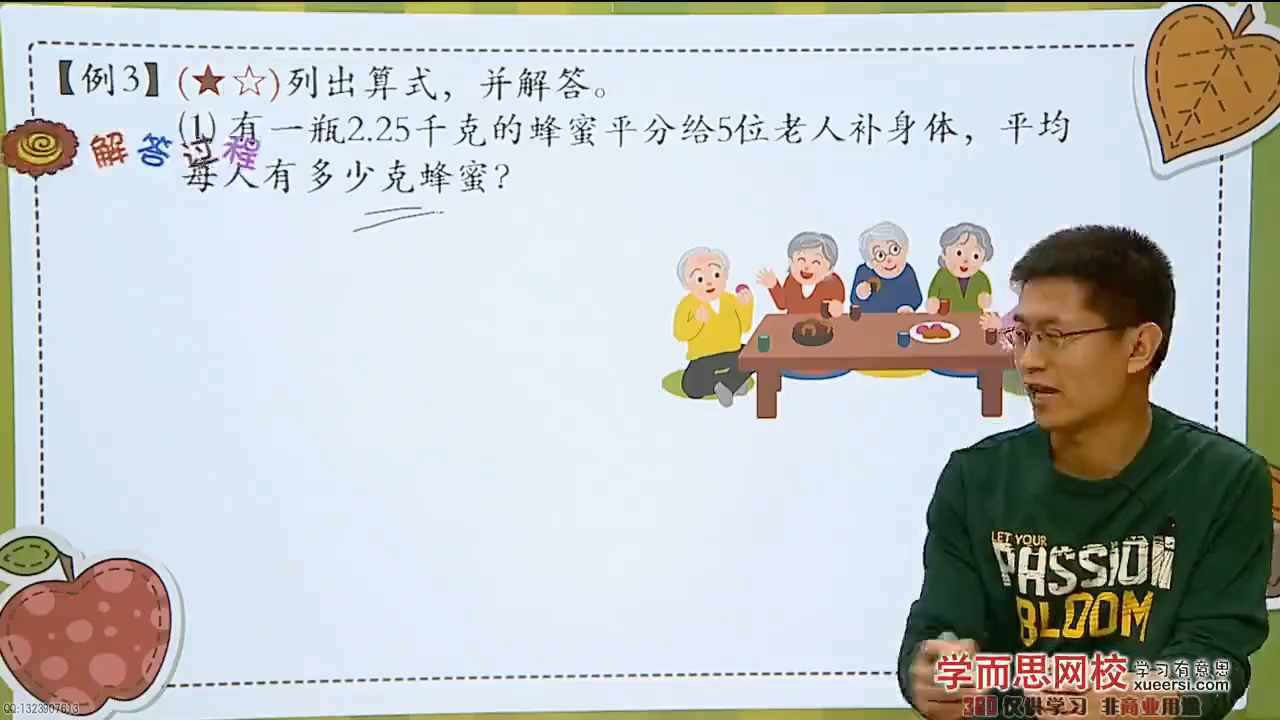 【例3】(★☆)列出算式，并解答。
(1) 有一瓶2.25千克的蜂蜜平分给5位老人补身体，平均
解答过程
每人有多少克蜂蜜？
LET YOUR
PASSION
BLOOM
学而思网校 学习有意思
xueersi.com
360 仅供学习 非商业用途
QQ:1323907613